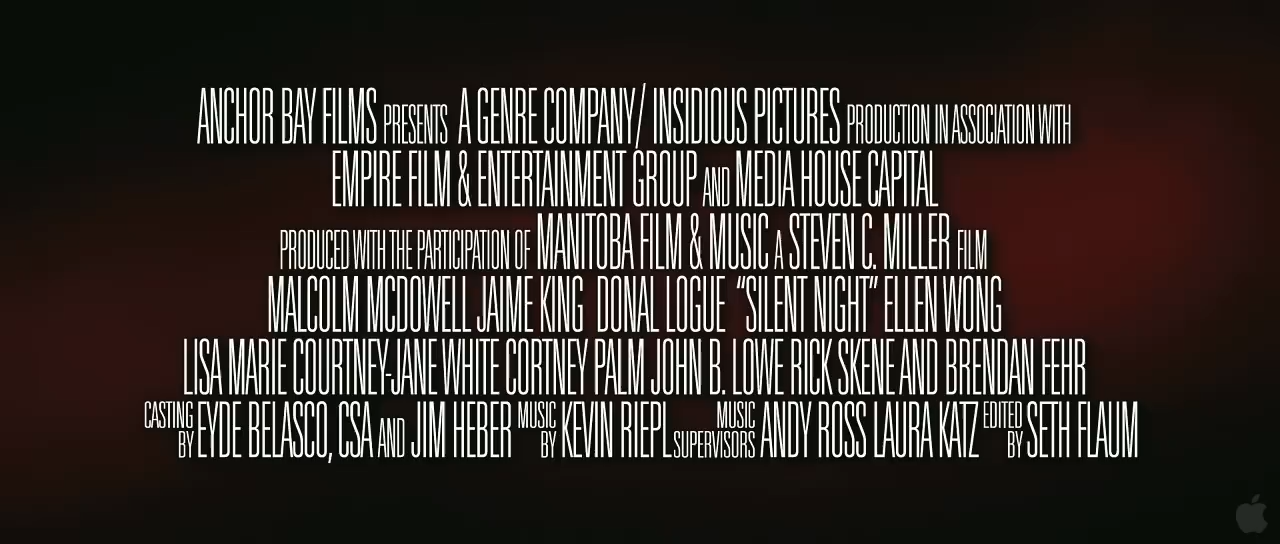 ANCHOR BAY FILMS PRESENTS A GENRE COMPANY/ INSIDIOUS PICTURES PRODUCTION IN ASSOCIATION WITH
EMPIRE FILM & ENTERTAINMENT GROUP AND MEDIA HOUSE CAPITAL
PRODUCED WITH THE PARTICIPATION OF MANITOBA FILM & MUSIC A STEVEN C. MILLER FILM
MALCOLM MCDOWELL JAIME KING DONAL LOGUE “SILENT NIGHT” ELLEN WONG
LISA MARIE COURTNEY-JANE WHITE CORTNEY PALM JOHN B. LOWE RICK SKENE AND BRENDAN FEHR
CASTING BY EYDE BELASCO, CSA AND JIM HEBER MUSIC BY KEVIN RIEPL MUSIC SUPERVISORS ANDY ROSS LAURA KATZ EDITED BY SETH FLAUM